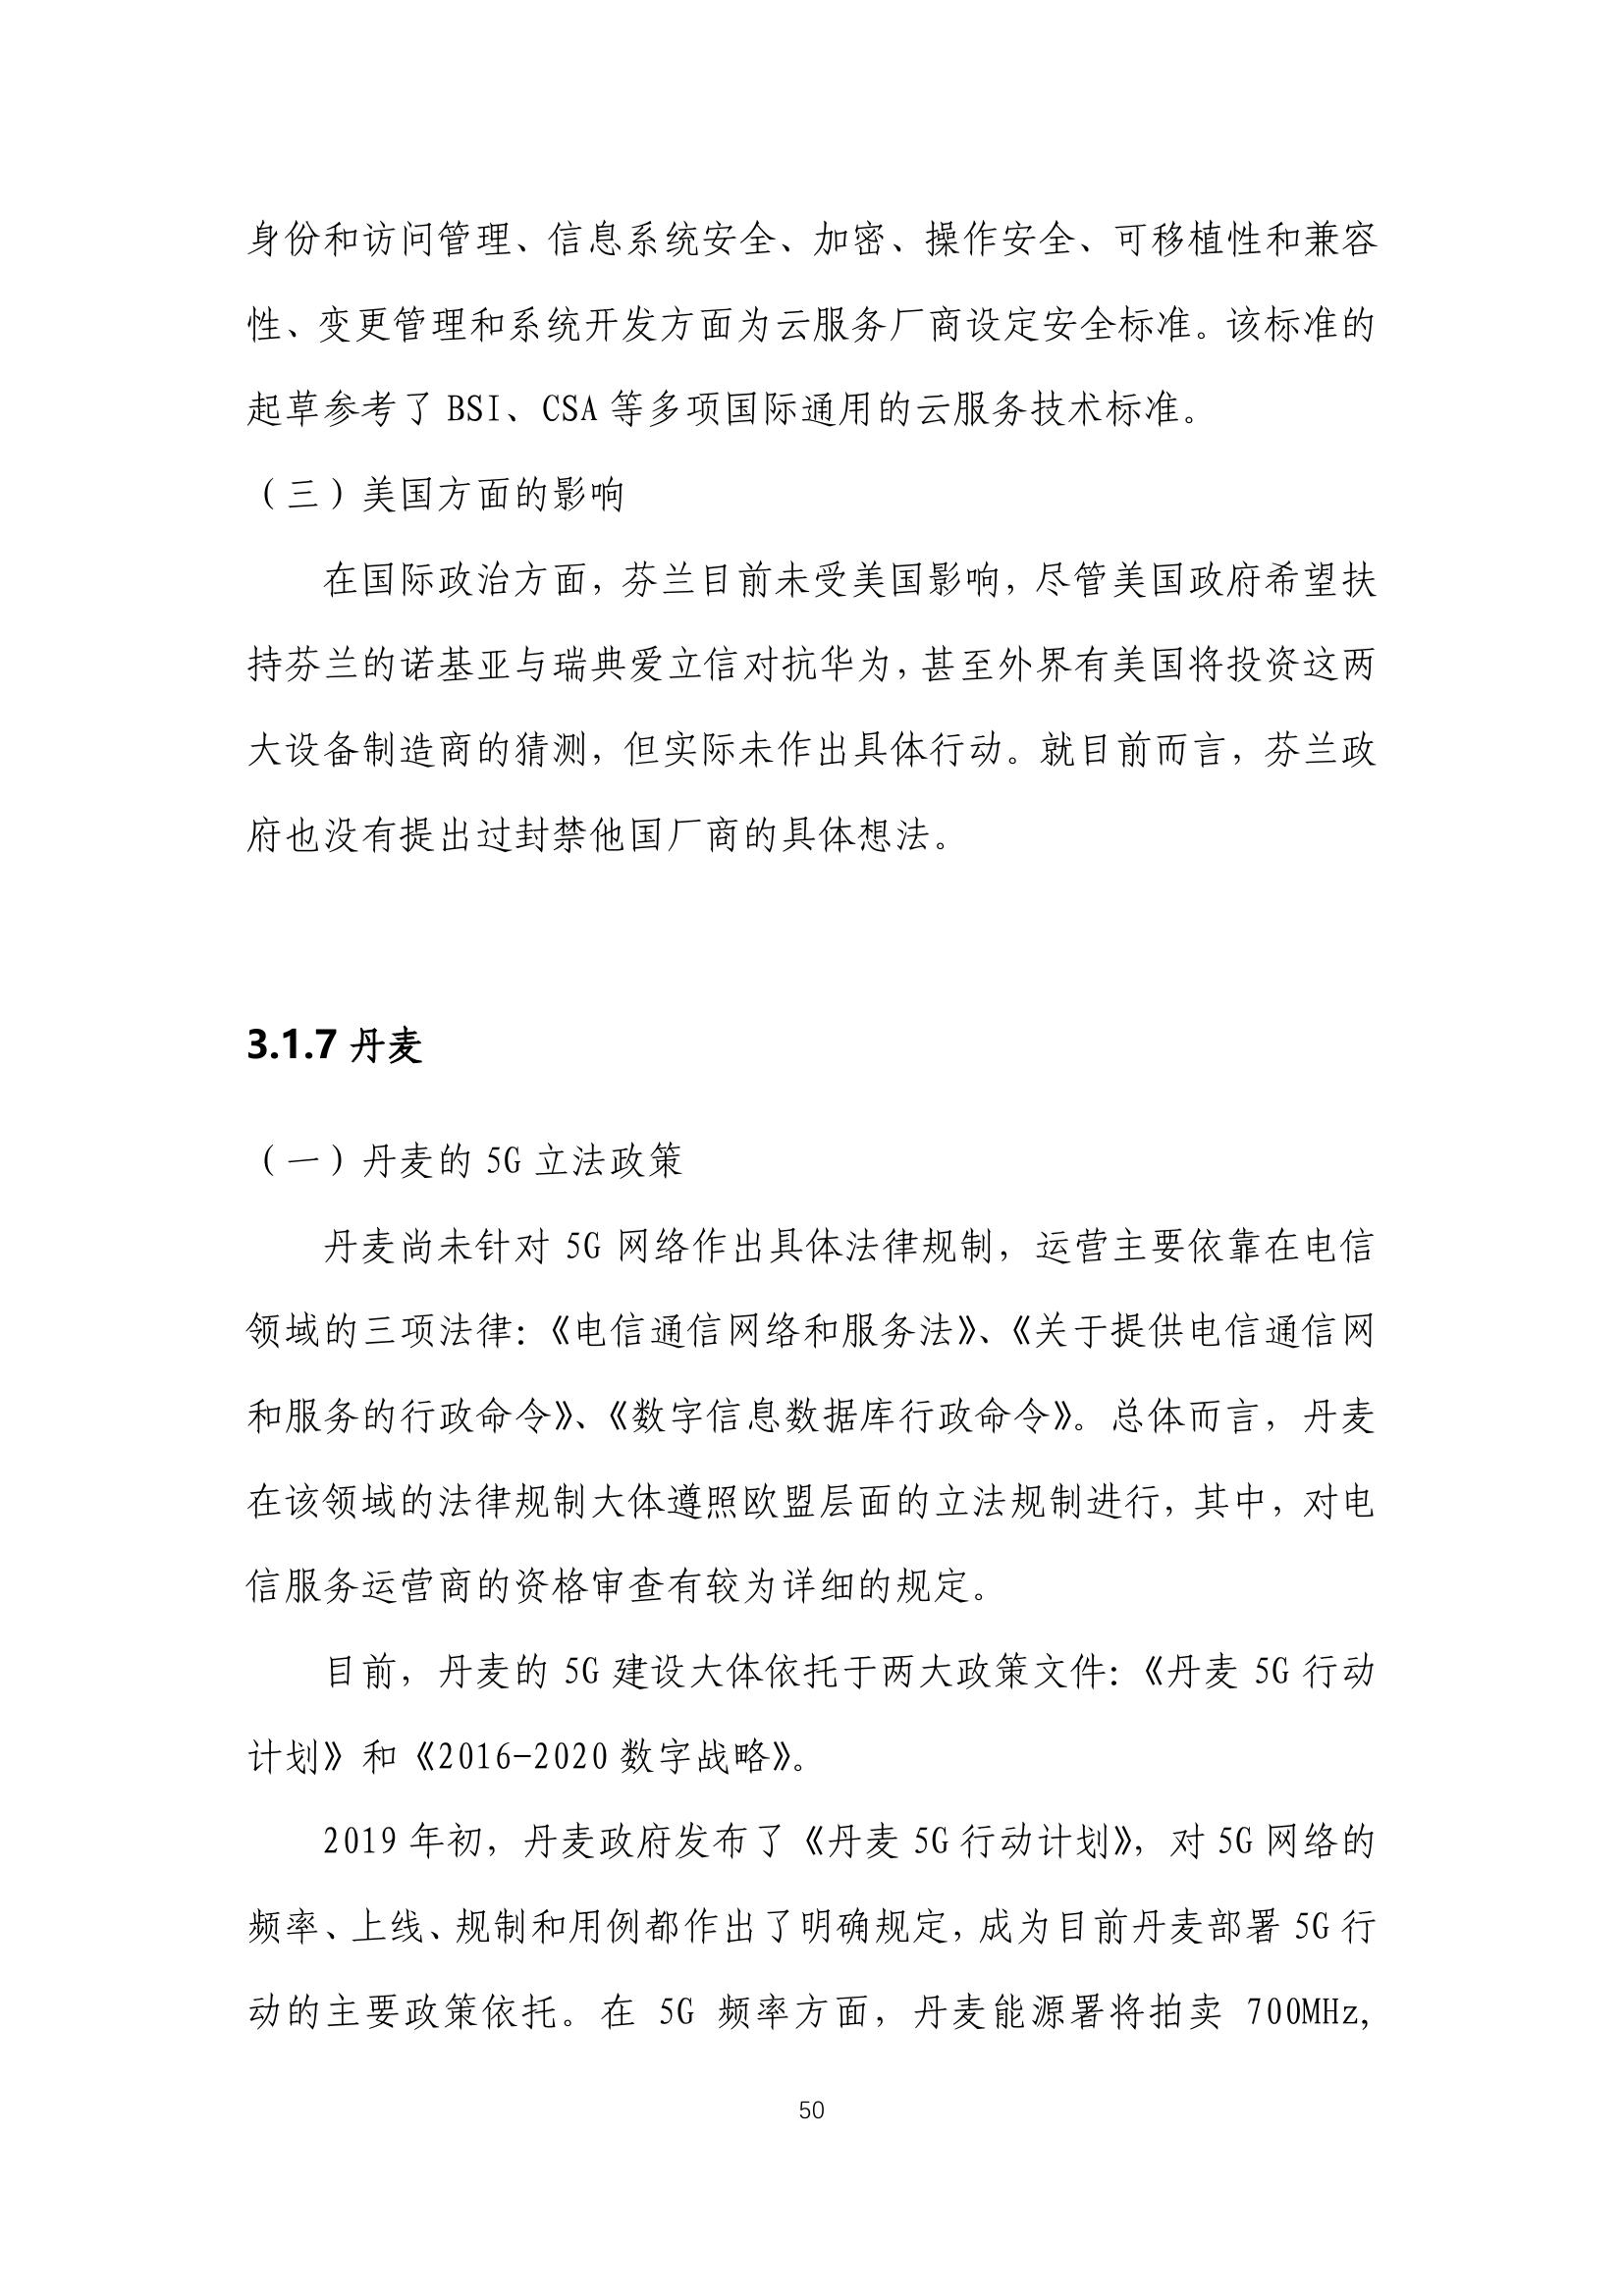 身份和访问管理、信息系统安全、加密、操作安全、可移植性和兼容
性、变更管理和系统开发方面为云服务厂商设定安全标准。该标准的
起草参考了 BSI、CSA 等多项国际通用的云服务技术标准。
（三）美国方面的影响
在国际政治方面，芬兰目前未受美国影响，尽管美国政府希望扶
持芬兰的诺基亚与瑞典爱立信对抗华为，甚至外界有美国将投资这两
大设备制造商的猜测，但实际未作出具体行动。就目前而言，芬兰政
府也没有提出过封禁他国厂商的具体想法。
3.1.7 丹麦
（一）丹麦的 5G 立法政策
丹麦尚未针对 5G 网络作出具体法律规制，运营主要依靠在电信
领域的三项法律：《电信通信网络和服务法》、《关于提供电信通信网
和服务的行政命令》、《数字信息数据库行政命令》。总体而言，丹麦
在该领域的法律规制大体遵照欧盟层面的立法规制进行，其中，对电
信服务运营商的资格审查有较为详细的规定。
目前，丹麦的 5G 建设大体依托于两大政策文件：《丹麦 5G 行动
计划》和《2016-2020 数字战略》。
2019 年初，丹麦政府发布了《丹麦 5G 行动计划》，对 5G 网络的
频率、上线、规制和用例都作出了明确规定，成为目前丹麦部署 5G 行
动的主要政策依托。在 5G 频率方面，丹麦能源署将拍卖 700MHz,
50